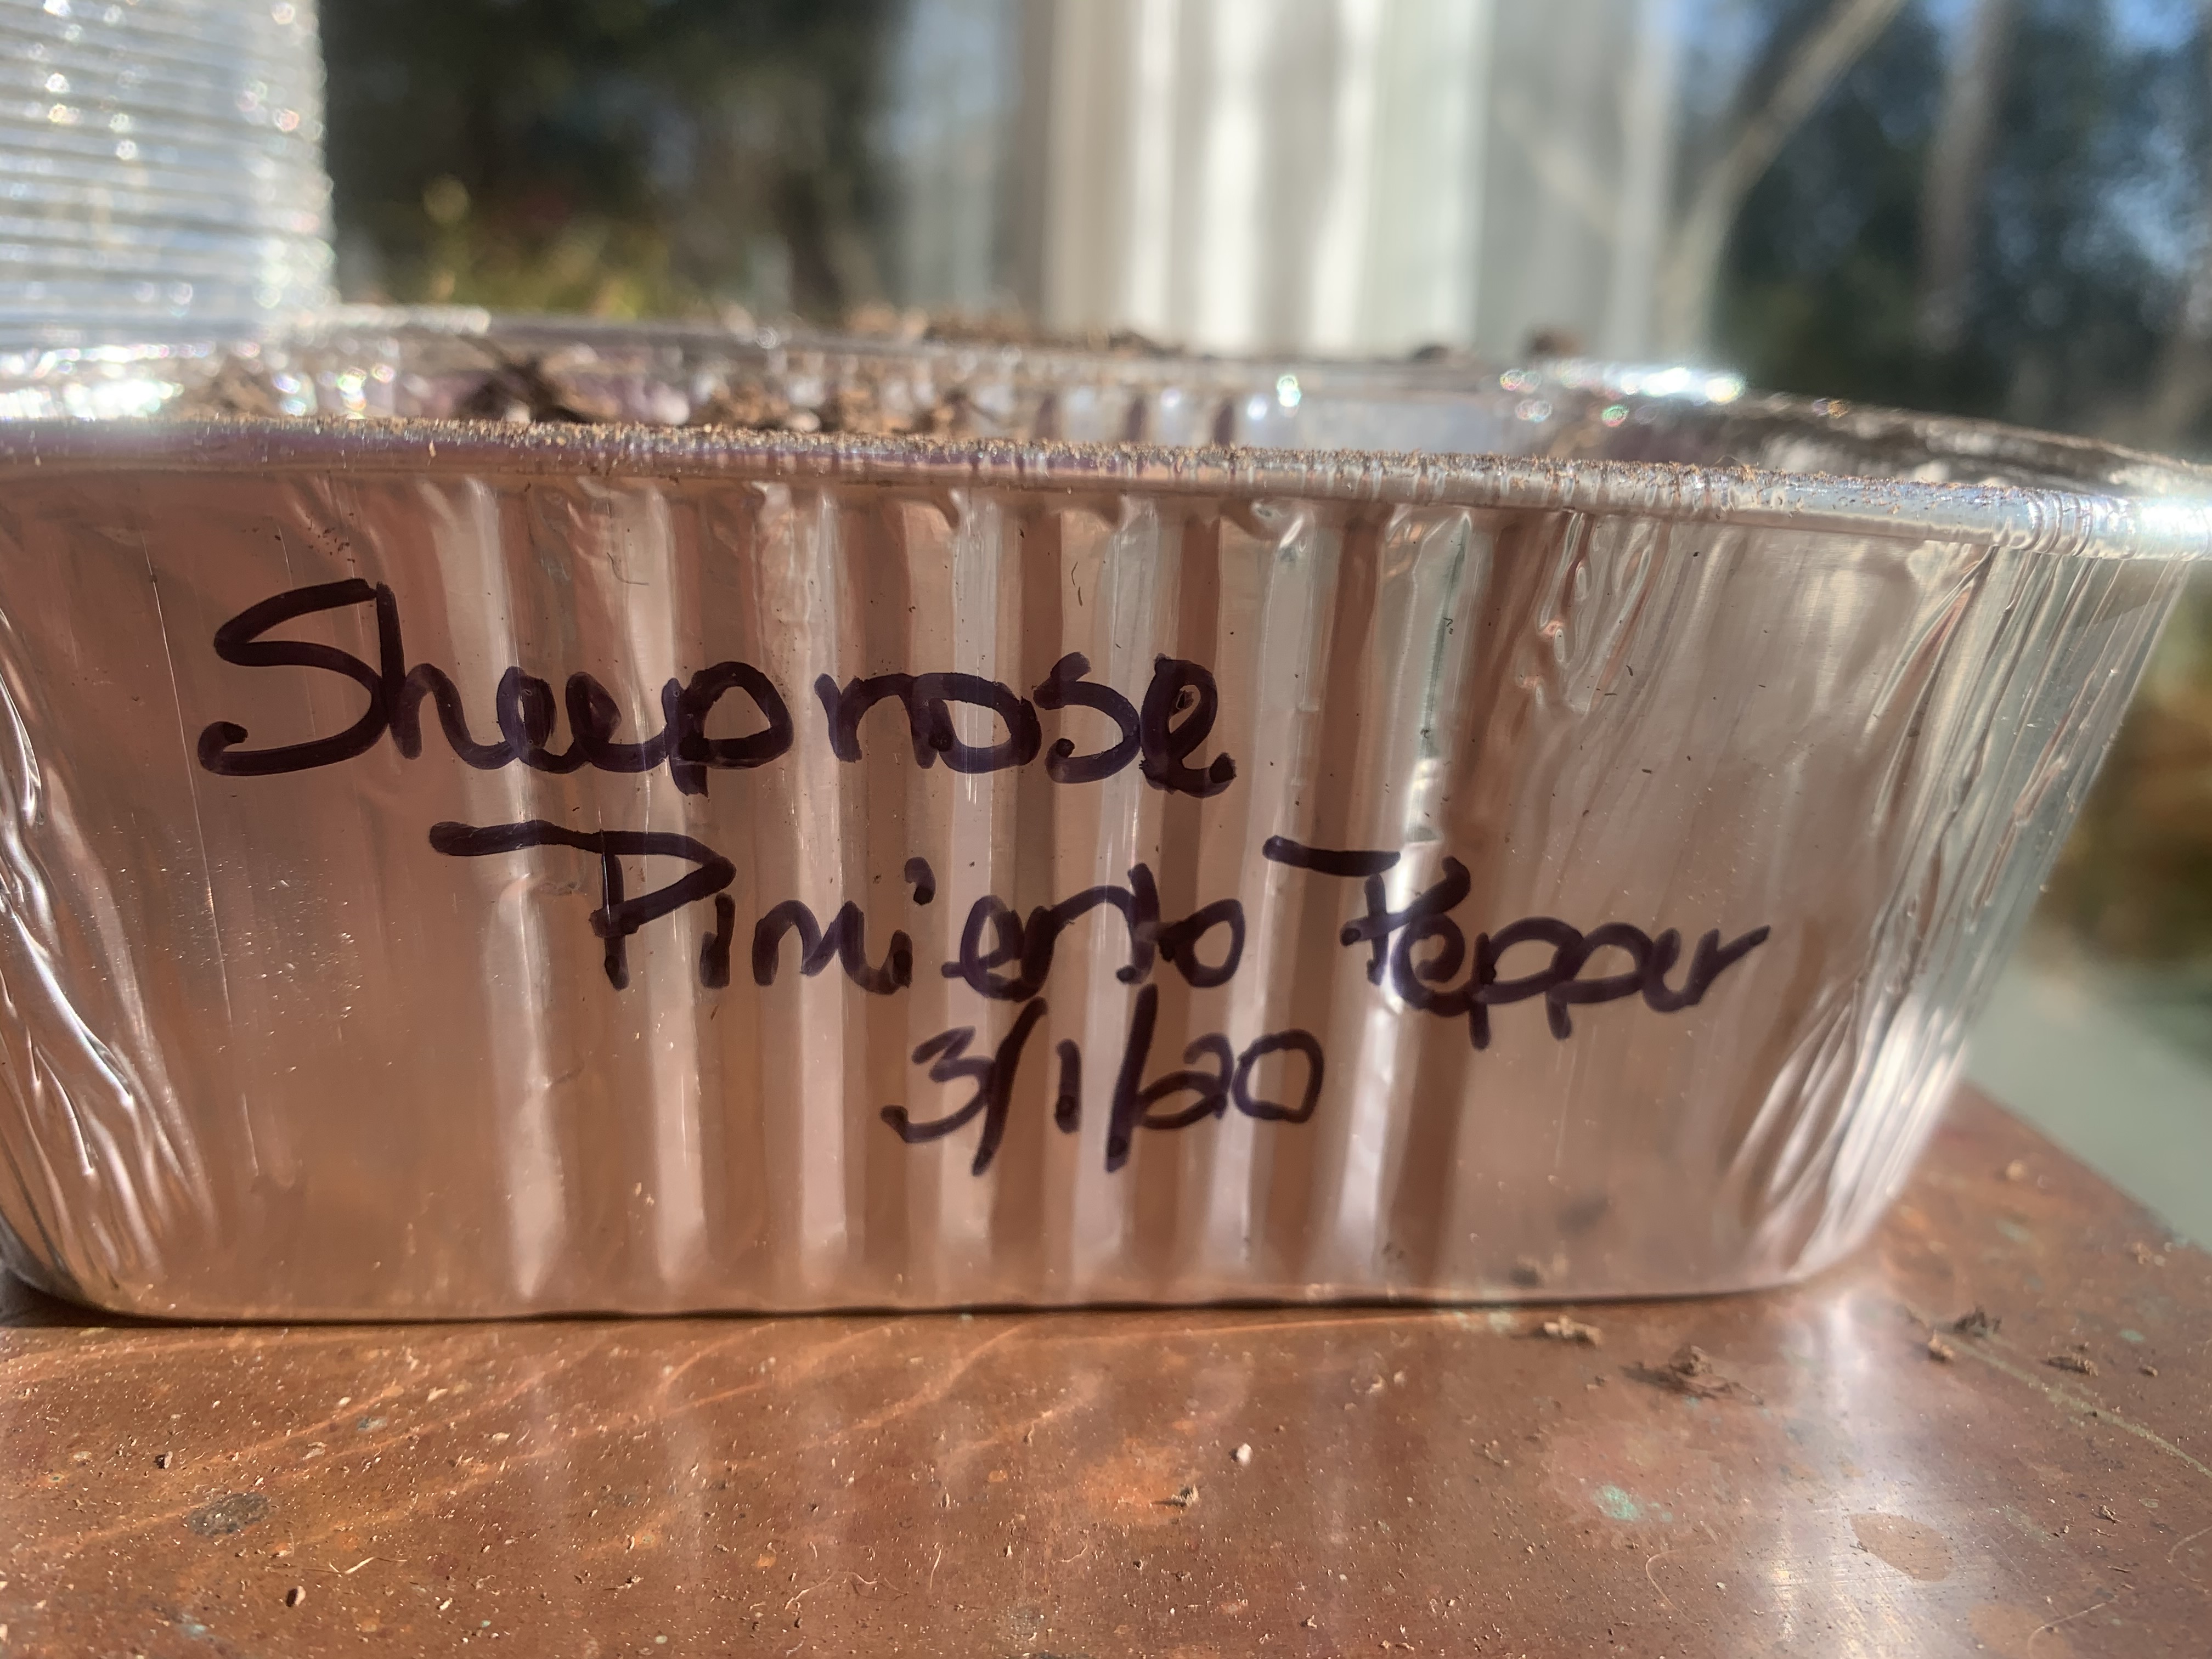 Sheepnose
Pimiento Pepper
3/1/20